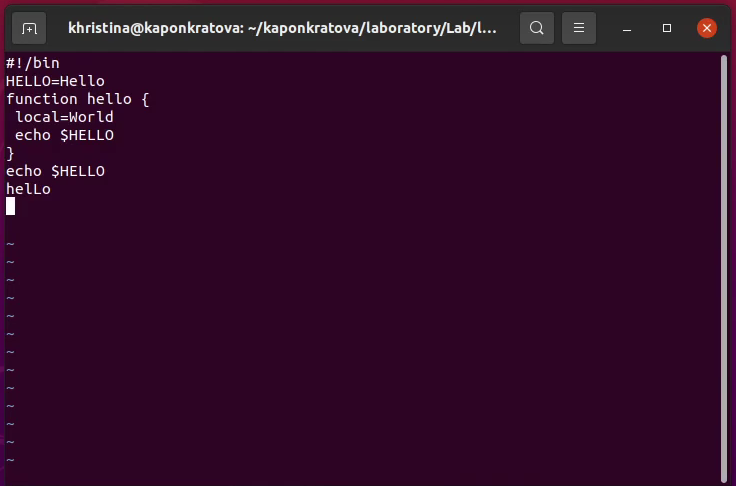 khristina@kaponkratova: ~/kaponkratova/laboratory/Lab/l...
#!/bin
HELLO=Hello
function hello {
 local=World
 echo $HELLO
}
echo $HELLO
helLo
~
~
~
~
~
~
~
~
~
~
~
~
~